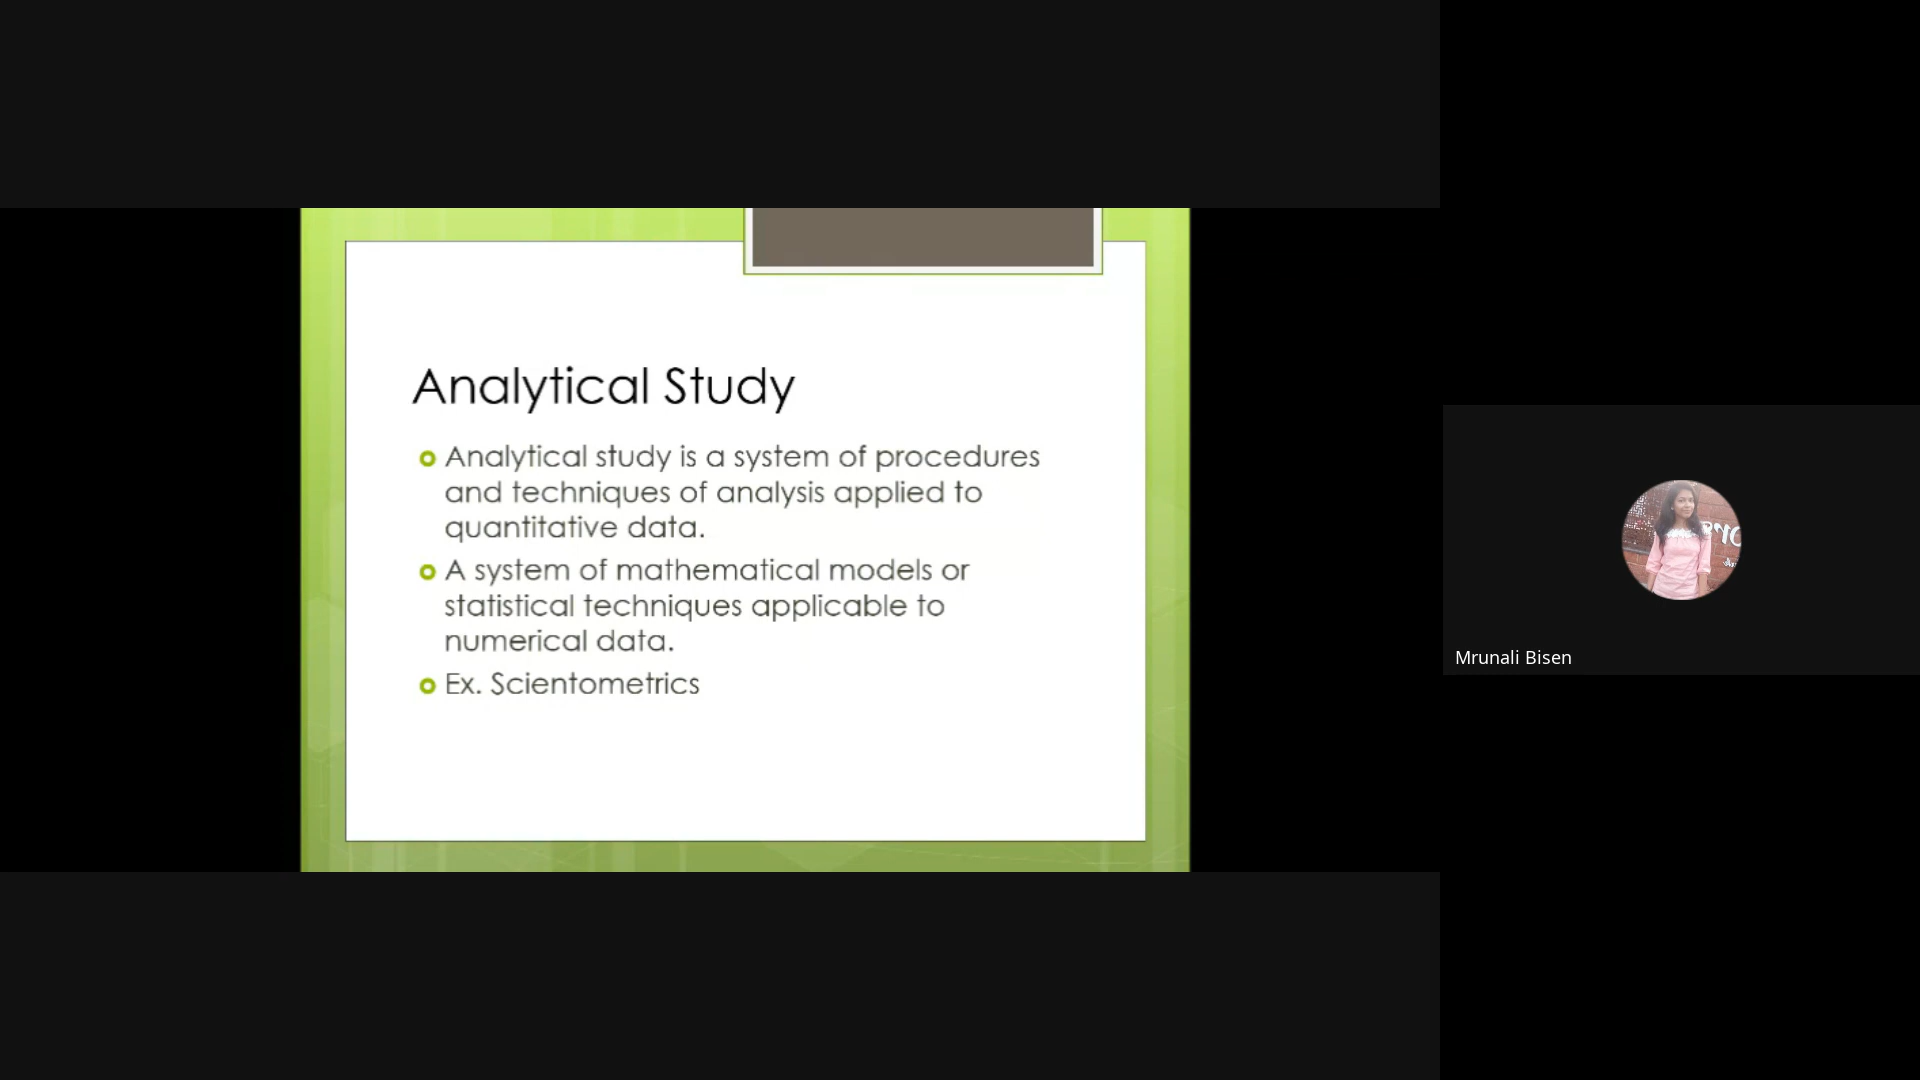 Analytical Study
Analytical study is a system of procedures
and techniques of analysis applied to
quantitative data.
A system of mathematical models or
statistical techniques applicable to
numerical data.
Ex. Scientometrics
Mrunali Bisen